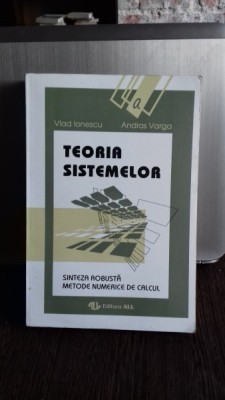 a
Vlad Ionescu Andras Varga
TEORIA
SISTEMELOR
SINTEZA ROBUSTĂ
METODE NUMERICE DE CALCUL
Editura ALL